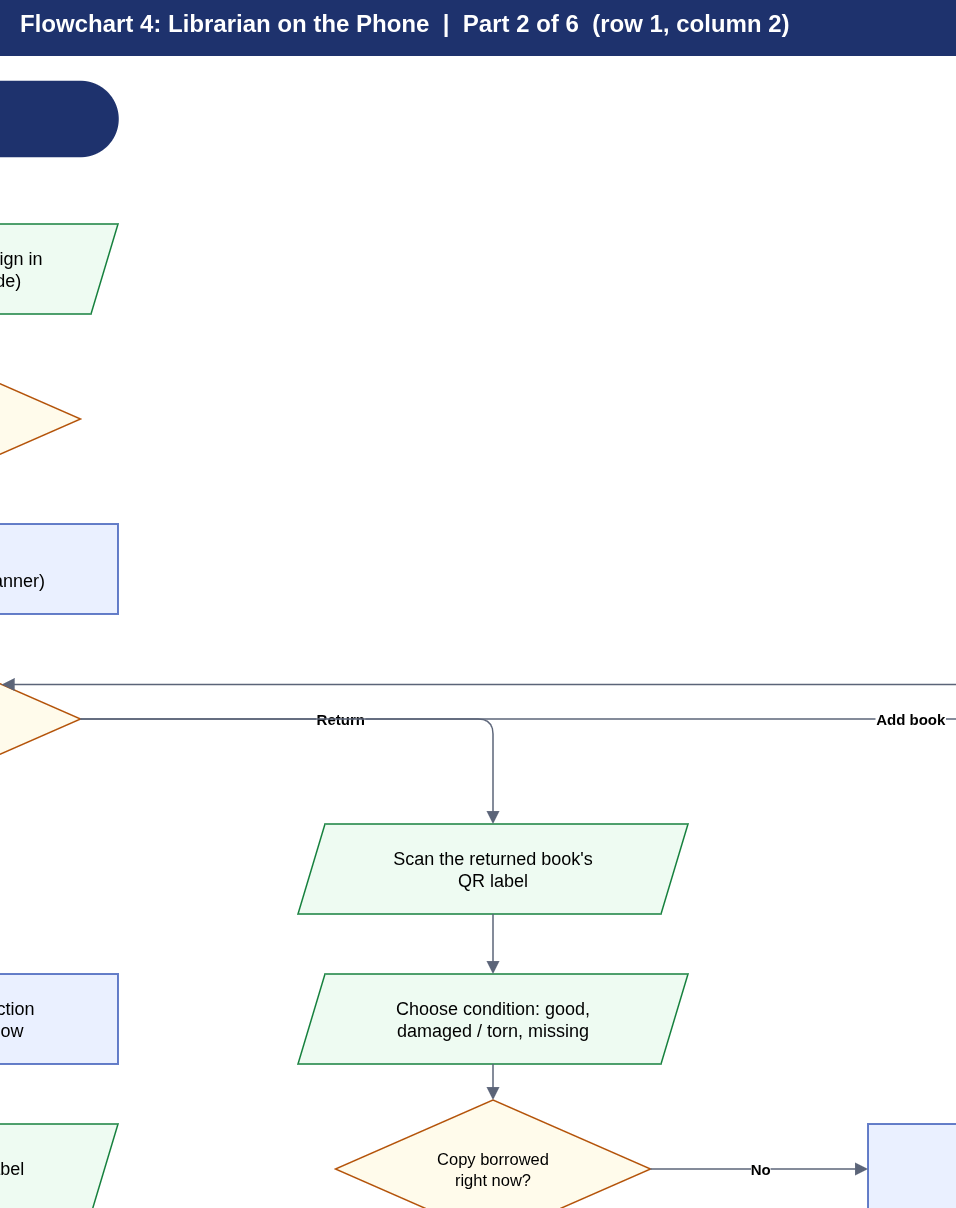 Flowchart 4: Librarian on the Phone | Part 2 of 6 (row 1, column 2)
ign in
de)
anner)
Return
Add book
Scan the returned book's
QR label
ction
ow
Choose condition: good,
damaged / torn, missing
bel
Copy borrowed
right now?
No